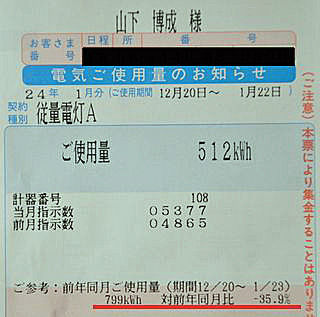 山下 博成 様
お客さま番号 日程 所 番 号
電気ご使用量のお知らせ
24年 1月分(ご使用期間 12月20日~ 1月22日)
契約種別 従量電灯A
ご使用量 512kWh
計器番号 108
当月指示数 05377
前月指示数 04865
ご参考:前年同月ご使用量(期間12/20~ 1/23)
799kWh 対前年同月比 -35.9%
(ご注意)本票により集金することはありま